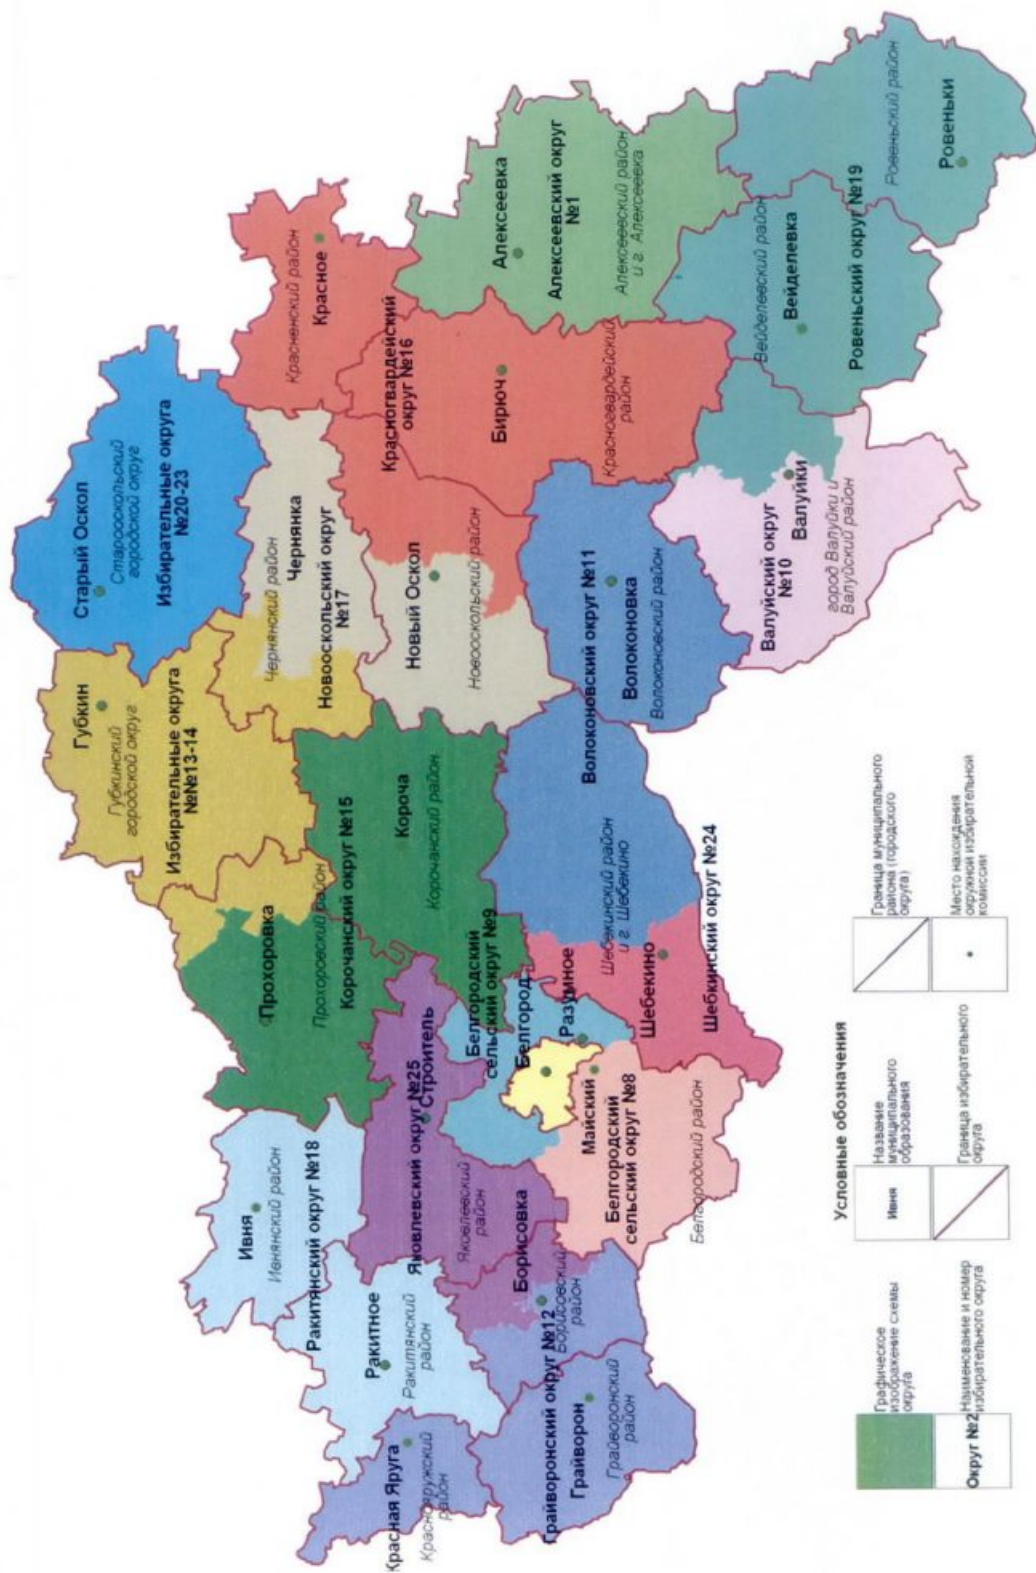 Старый Оскол
Старооскольский
городской округ
Избирательные округа
№20-23
Губкин
Губкинский
городской округ
Избирательные округа
№№13-14
Чернянский район
Чернянка
Новооскольский округ
№17
Новый Оскол
Новооскольский район
Красненский район
Красное
Красногвардейский
округ №16
Бирюч
Красногвардейский
район
Алексеевка
Алексеевский округ
№1
Алексеевский район
и г. Алексеевка
Ровеньский район
Ровеньки
Вейделевский район
Вейделевка
Ровеньский округ №19
Валуйский округ
№10
Валуйки
город Валуйки и
Валуйский район
Волоконовский округ №11
Волоконовка
Волоконовский район
Прохоровка
Прохоровский район
Корочанский округ №15
Короча
Корочанский район
Шебекинский район
и г. Шебекино
Шебекино
Шебкинский округ №24
Белгородский
сельский округ №9
Белгород
Разумное
Майский
Белгородский
сельский округ №8
Белгородский район
Яковлевский округ №25
Строитель
Яковлевский
район
Ивня
Ивнянский район
Ракитянский округ №18
Ракитное
Ракитянский
район
Борисовка
Борисовский
район
Красная Яруга
Краснояружский
район
Грайворонский округ №12
Грайворон
Грайворонский
район
Условные обозначения
Графическое
изображение схемы
округа
Округ №2
Наименование и номер
избирательного округа
Ивня
Название
муниципального
образования
Граница избирательного
округа
Граница муниципального
района (городского
округа)
Место нахождения
окружной избирательной
комиссии